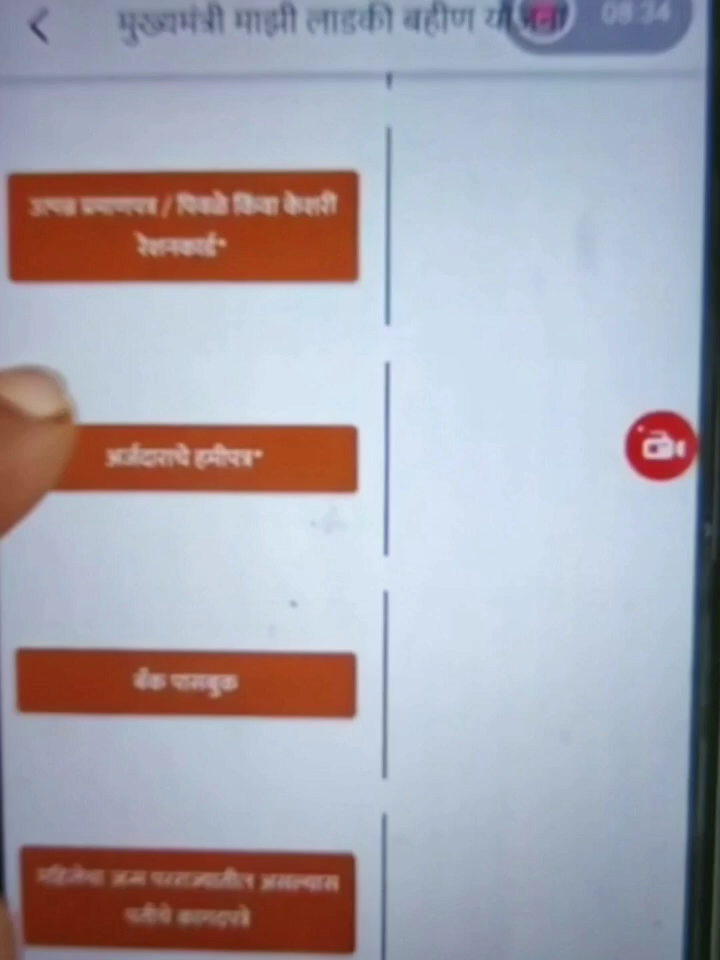 मुख्यमंत्री माझी लाडकी बहीण योजना
08:34
उत्पन्न प्रमाणपत्र / पिवळे किंवा केशरी
रेशनकार्ड*
अर्जदाराचे हमीपत्र*
बँक पासबुक
महिलेचा जन्म परराज्यातील असल्यास
पतीचे कागदपत्रे